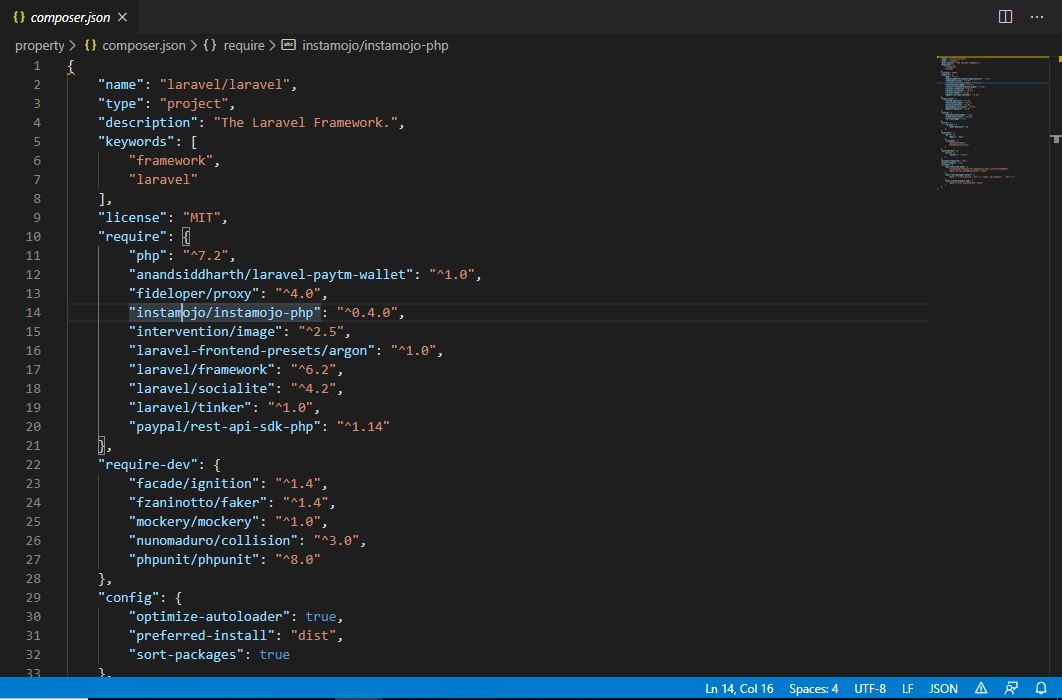 {} composer.json ×
property > {} composer.json > {} require > abc instamojo/instamojo-php
1 {
2 "name": "laravel/laravel",
3 "type": "project",
4 "description": "The Laravel Framework.",
5 "keywords": [
6 "framework",
7 "laravel"
8 ],
9 "license": "MIT",
10 "require": {
11 "php": "^7.2",
12 "anandsiddharth/laravel-paytm-wallet": "^1.0",
13 "fideloper/proxy": "^4.0",
14 "instamojo/instamojo-php": "^0.4.0",
15 "intervention/image": "^2.5",
16 "laravel-frontend-presets/argon": "^1.0",
17 "laravel/framework": "^6.2",
18 "laravel/socialite": "^4.2",
19 "laravel/tinker": "^1.0",
20 "paypal/rest-api-sdk-php": "^1.14"
21 },
22 "require-dev": {
23 "facade/ignition": "^1.4",
24 "fzaninotto/faker": "^1.4",
25 "mockery/mockery": "^1.0",
26 "nunomaduro/collision": "^3.0",
27 "phpunit/phpunit": "^8.0"
28 },
29 "config": {
30 "optimize-autoloader": true,
31 "preferred-install": "dist",
32 "sort-packages": true
33 },
Ln 14, Col 16 Spaces: 4 UTF-8 LF JSON